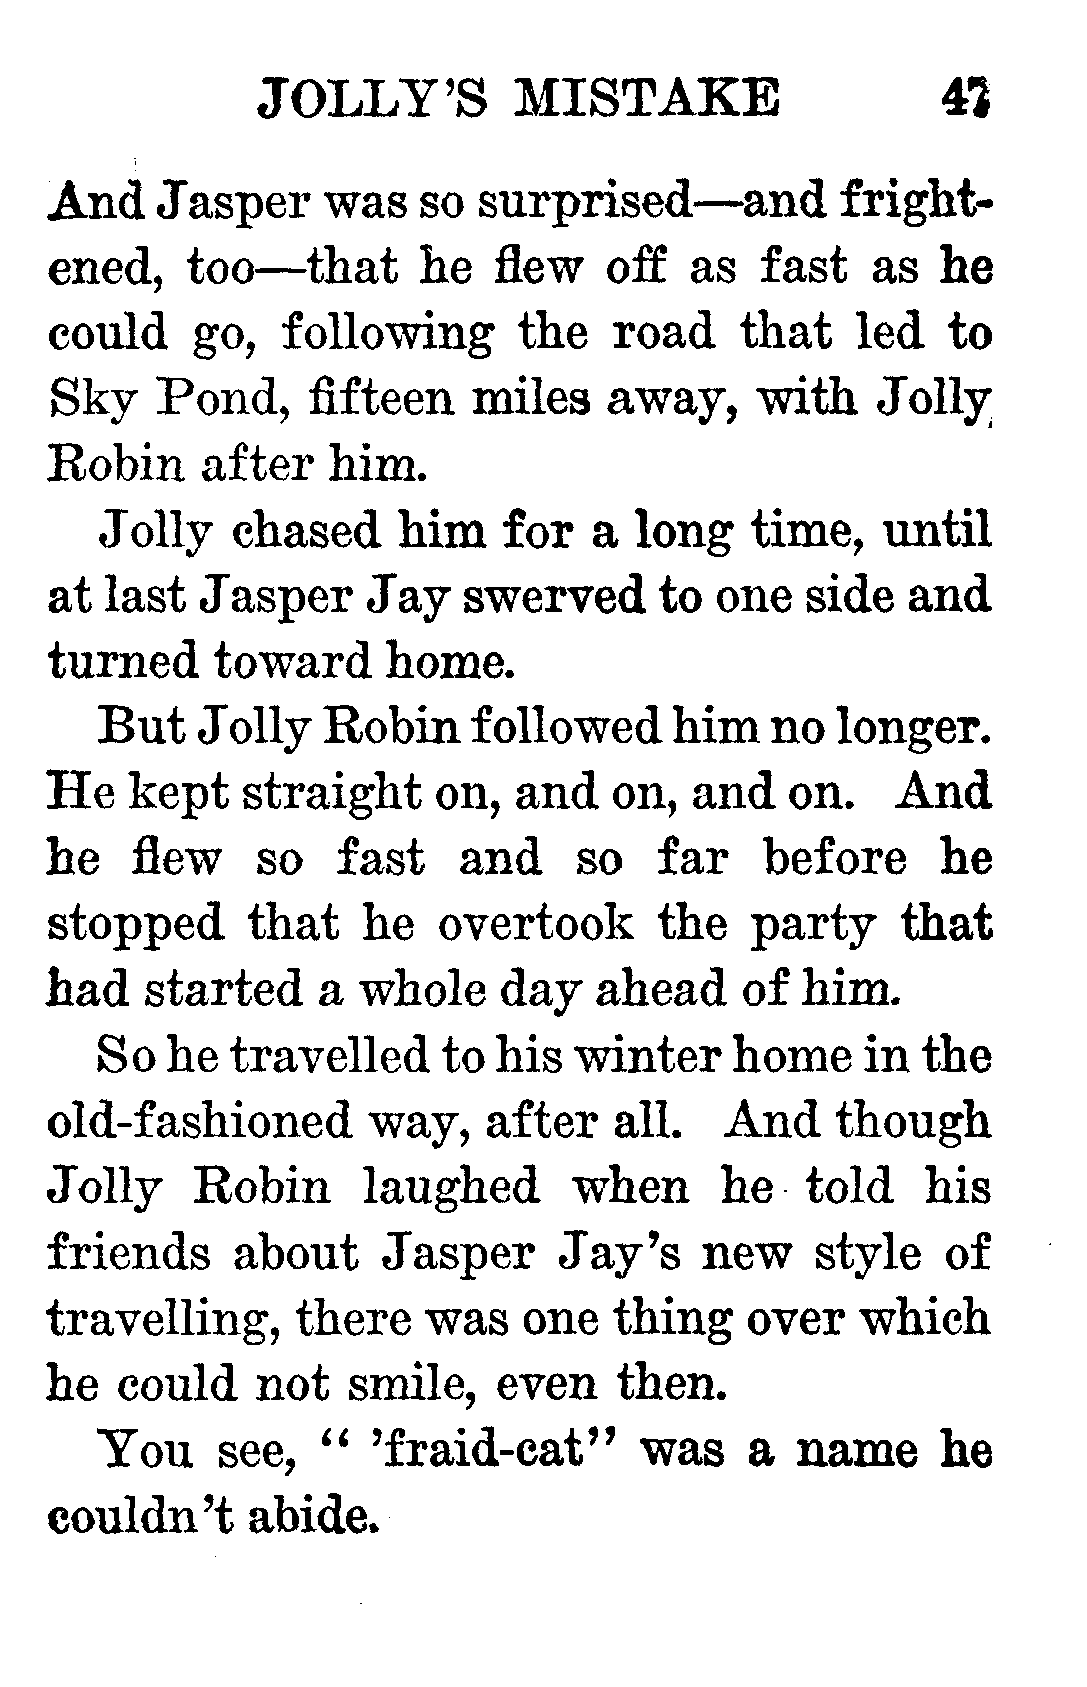 JOLLY'S MISTAKE 47
And Jasper was so surprised—and fright-
ened, too—that he flew off as fast as he
could go, following the road that led to
Sky Pond, fifteen miles away, with Jolly
Robin after him.
Jolly chased him for a long time, until
at last Jasper Jay swerved to one side and
turned toward home.
But Jolly Robin followed him no longer.
He kept straight on, and on, and on. And
he flew so fast and so far before he
stopped that he overtook the party that
had started a whole day ahead of him.
So he travelled to his winter home in the
old-fashioned way, after all. And though
Jolly Robin laughed when he told his
friends about Jasper Jay's new style of
travelling, there was one thing over which
he could not smile, even then.
You see, " 'fraid-cat" was a name he
couldn't abide.